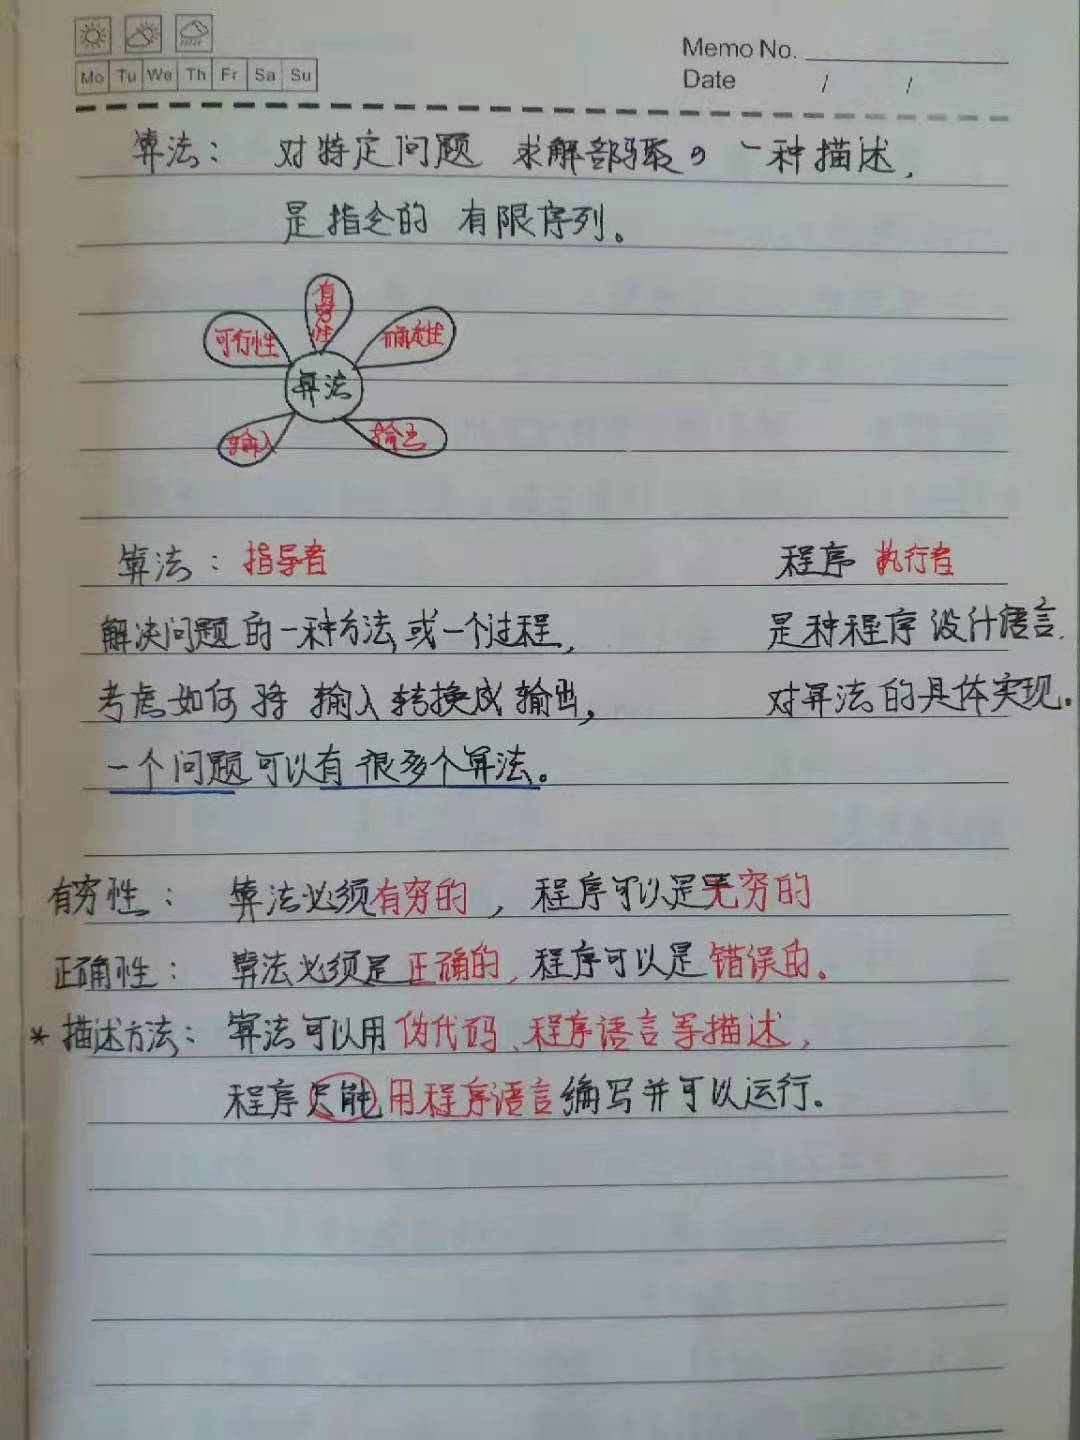 Memo No.
Mo Tu We Th Fr Sa Su
Date / /
算法： 对特定问题 求解部骤的 一种描述，
是指令的 有限序列。
有穷性
可行性
确定性
算法
输入
输出
算法：指导者
程序 执行者
解决问题的一种方法或一个过程，
是种程序设计语言，
考虑如何将 输入转换成输出，
对算法的具体实现。
一个问题可以有很多个算法。
有穷性： 算法必须有穷的，程序可以是无穷的
正确性： 算法必须是正确的，程序可以是错误的。
*描述方法：算法可以用伪代码、程序语言等描述，
程序只能用程序语言编写并可以运行。